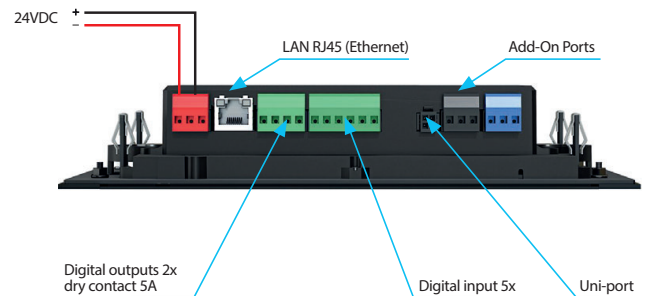 24VDC
+
–
LAN RJ45 (Ethernet)
Add-On Ports
Digital outputs 2x
dry contact 5A
Digital input 5x
Uni-port